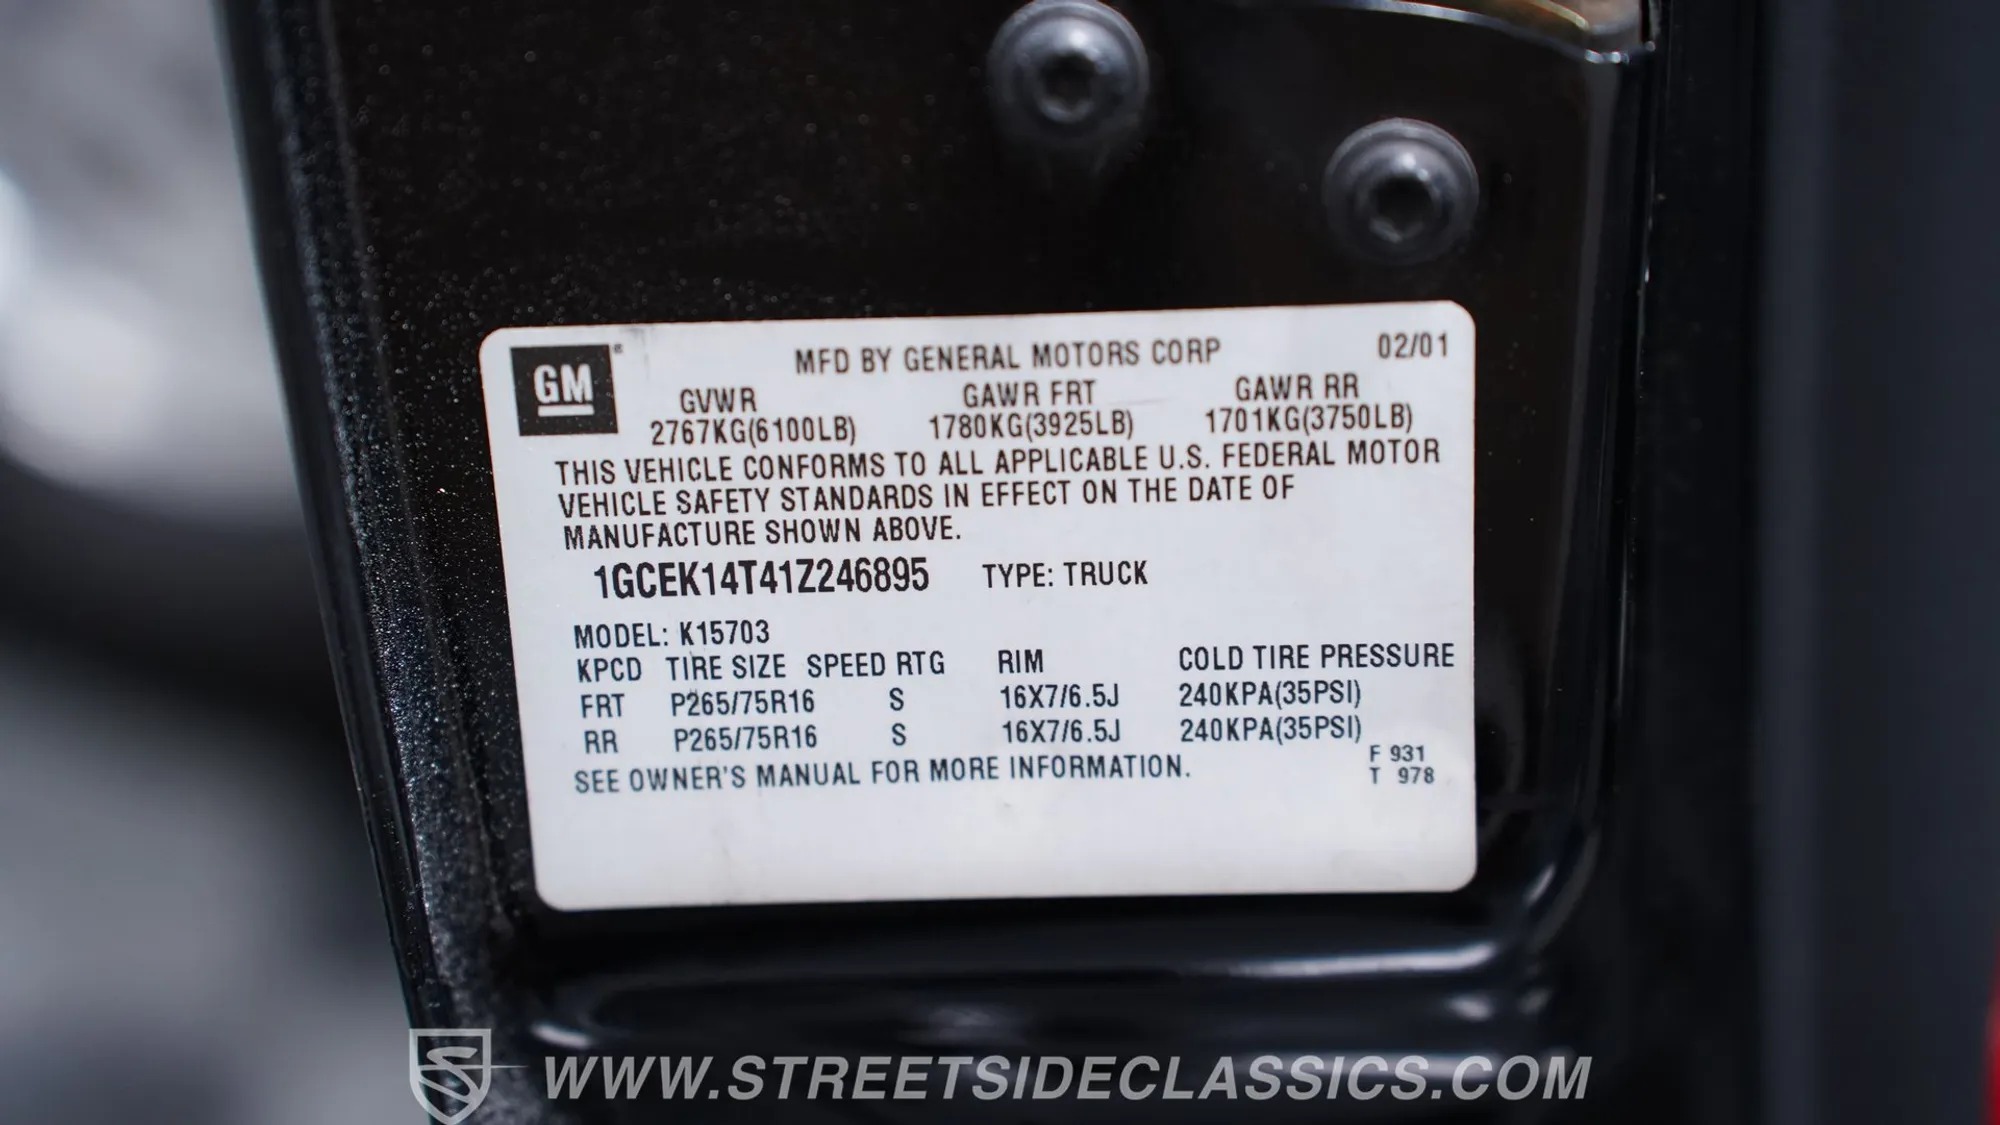 GM
MFD BY GENERAL MOTORS CORP 02/01
GVWR GAWR FRT GAWR RR
2767KG(6100LB) 1780KG(3925LB) 1701KG(3750LB)
THIS VEHICLE CONFORMS TO ALL APPLICABLE U.S. FEDERAL MOTOR
VEHICLE SAFETY STANDARDS IN EFFECT ON THE DATE OF
MANUFACTURE SHOWN ABOVE.
1GCEK14T41Z246895 TYPE: TRUCK
MODEL: K15703
KPCD TIRE SIZE SPEED RTG RIM COLD TIRE PRESSURE
FRT P265/75R16 S 16X7/6.5J 240KPA(35PSI)
RR P265/75R16 S 16X7/6.5J 240KPA(35PSI)
SEE OWNER'S MANUAL FOR MORE INFORMATION.
F 931
T 978
WWW.STREETSIDECLASSICS.COM